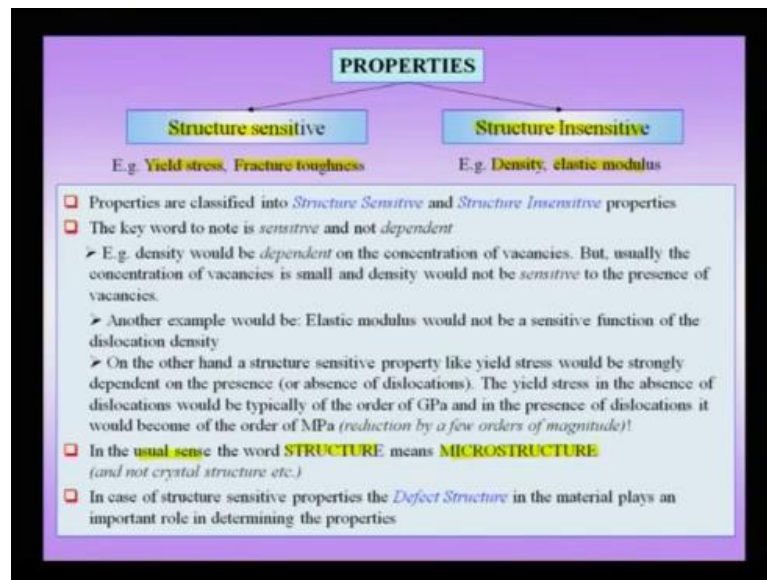 PROPERTIES
Structure sensitive
Structure Insensitive
E.g. Yield stress, Fracture toughness
E.g. Density, elastic modulus
Properties are classified into Structure Sensitive and Structure Insensitive properties
The key word to note is sensitive and not dependent
➤ E.g. density would be dependent on the concentration of vacancies. But, usually the
concentration of vacancies is small and density would not be sensitive to the presence of
vacancies.
➤ Another example would be: Elastic modulus would not be a sensitive function of the
dislocation density
➤ On the other hand a structure sensitive property like yield stress would be strongly
dependent on the presence (or absence of dislocations). The yield stress in the absence of
dislocations would be typically of the order of GPa and in the presence of dislocations it
would become of the order of MPa (reduction by a few orders of magnitude)!
In the usual sense the word STRUCTURE means MICROSTRUCTURE
(and not crystal structure etc.)
In case of structure sensitive properties the Defect Structure in the material plays an
important role in determining the properties